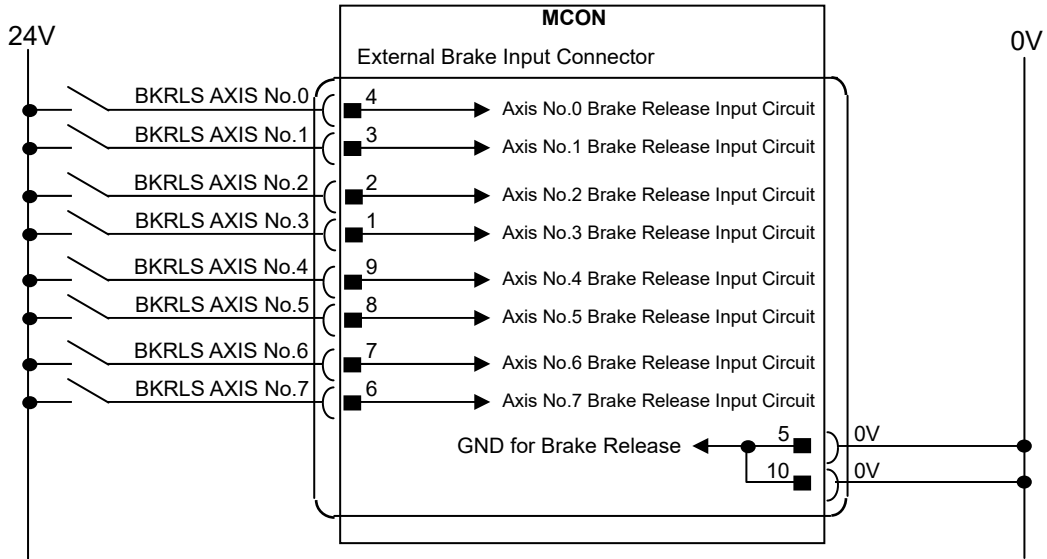 MCON
24V
0V
External Brake Input Connector
BKRLS AXIS No.0 4 Axis No.0 Brake Release Input Circuit
BKRLS AXIS No.1 3 Axis No.1 Brake Release Input Circuit
BKRLS AXIS No.2 2 Axis No.2 Brake Release Input Circuit
BKRLS AXIS No.3 1 Axis No.3 Brake Release Input Circuit
BKRLS AXIS No.4 9 Axis No.4 Brake Release Input Circuit
BKRLS AXIS No.5 8 Axis No.5 Brake Release Input Circuit
BKRLS AXIS No.6 7 Axis No.6 Brake Release Input Circuit
BKRLS AXIS No.7 6 Axis No.7 Brake Release Input Circuit
GND for Brake Release 5 0V
10 0V